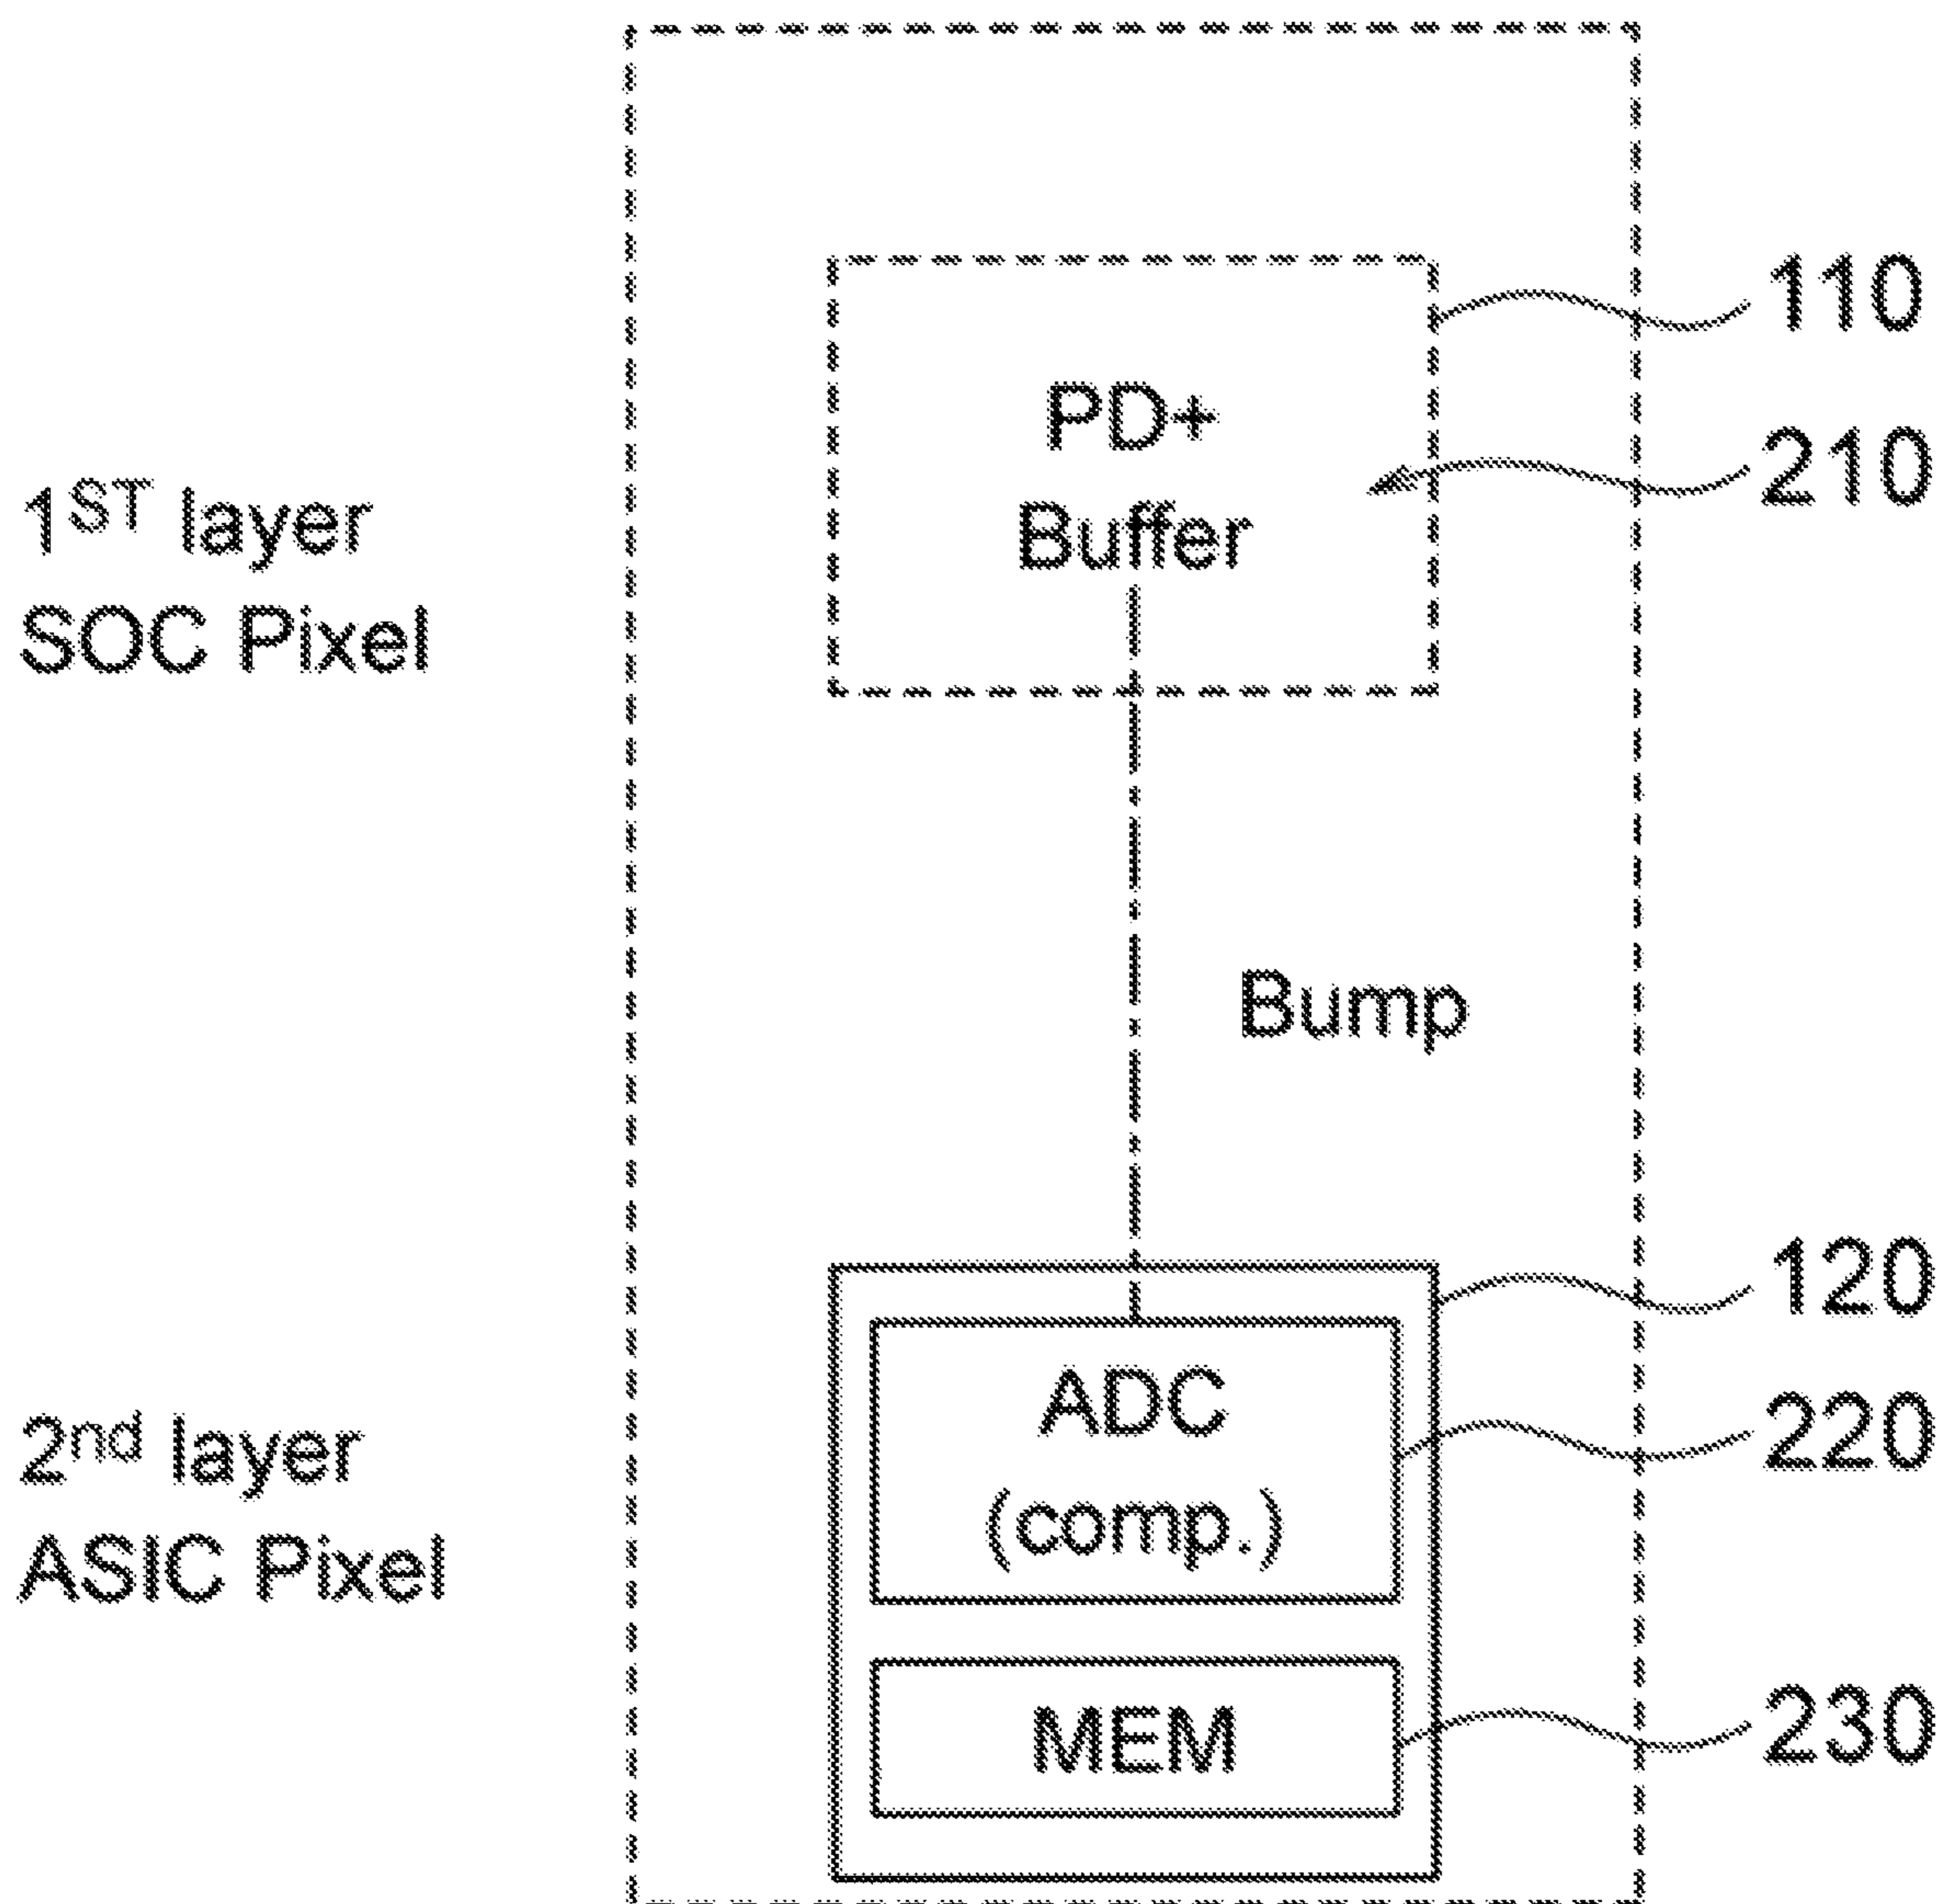 110
PD+
210
Buffer
1ST layer
SOC Pixel
Bump
120
ADC
220
(comp.)
2nd layer
ASIC Pixel
MEM
230